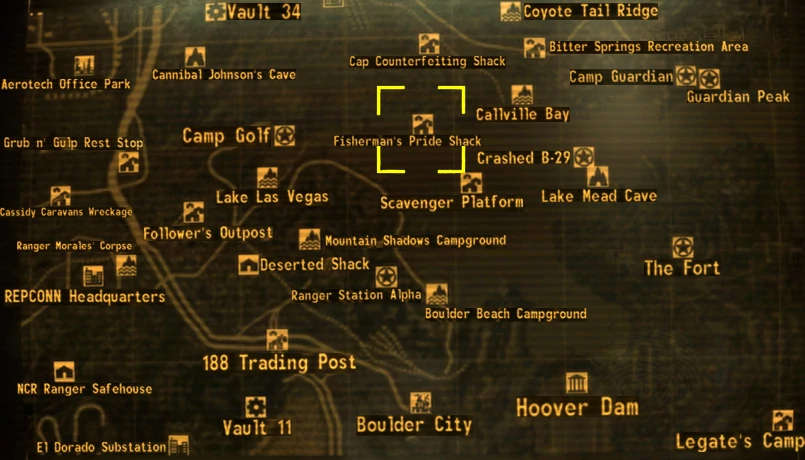 Vault 34
Coyote Tail Ridge
Bitter Springs Recreation Area
Cap Counterfeiting Shack
Cannibal Johnson's Cave
Aerotech Office Park
Camp Guardian
Guardian Peak
Callville Bay
Camp Golf
Fisherman's Pride Shack
Grub n' Gulp Rest Stop
Crashed B-29
Lake Las Vegas
Scavenger Platform
Lake Mead Cave
Cassidy Caravans Wreckage
Follower's Outpost
Mountain Shadows Campground
Ranger Morales' Corpse
Deserted Shack
The Fort
REPCONN Headquarters
Ranger Station Alpha
Boulder Beach Campground
188 Trading Post
NCR Ranger Safehouse
Hoover Dam
Vault 11
Boulder City
El Dorado Substation
Legate's Camp